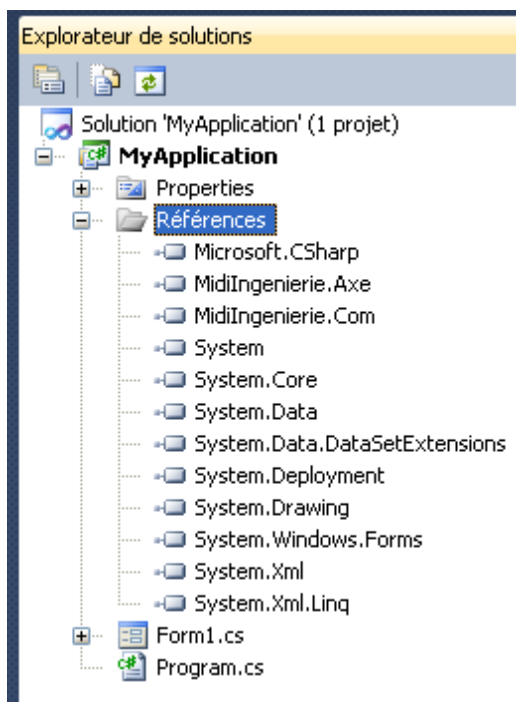 Explorateur de solutions
Solution 'MyApplication' (1 projet)
MyApplication
Properties
Références
Microsoft.CSharp
MidiIngenierie.Axe
MidiIngenierie.Com
System
System.Core
System.Data
System.Data.DataSetExtensions
System.Deployment
System.Drawing
System.Windows.Forms
System.Xml
System.Xml.Linq
Form1.cs
Program.cs